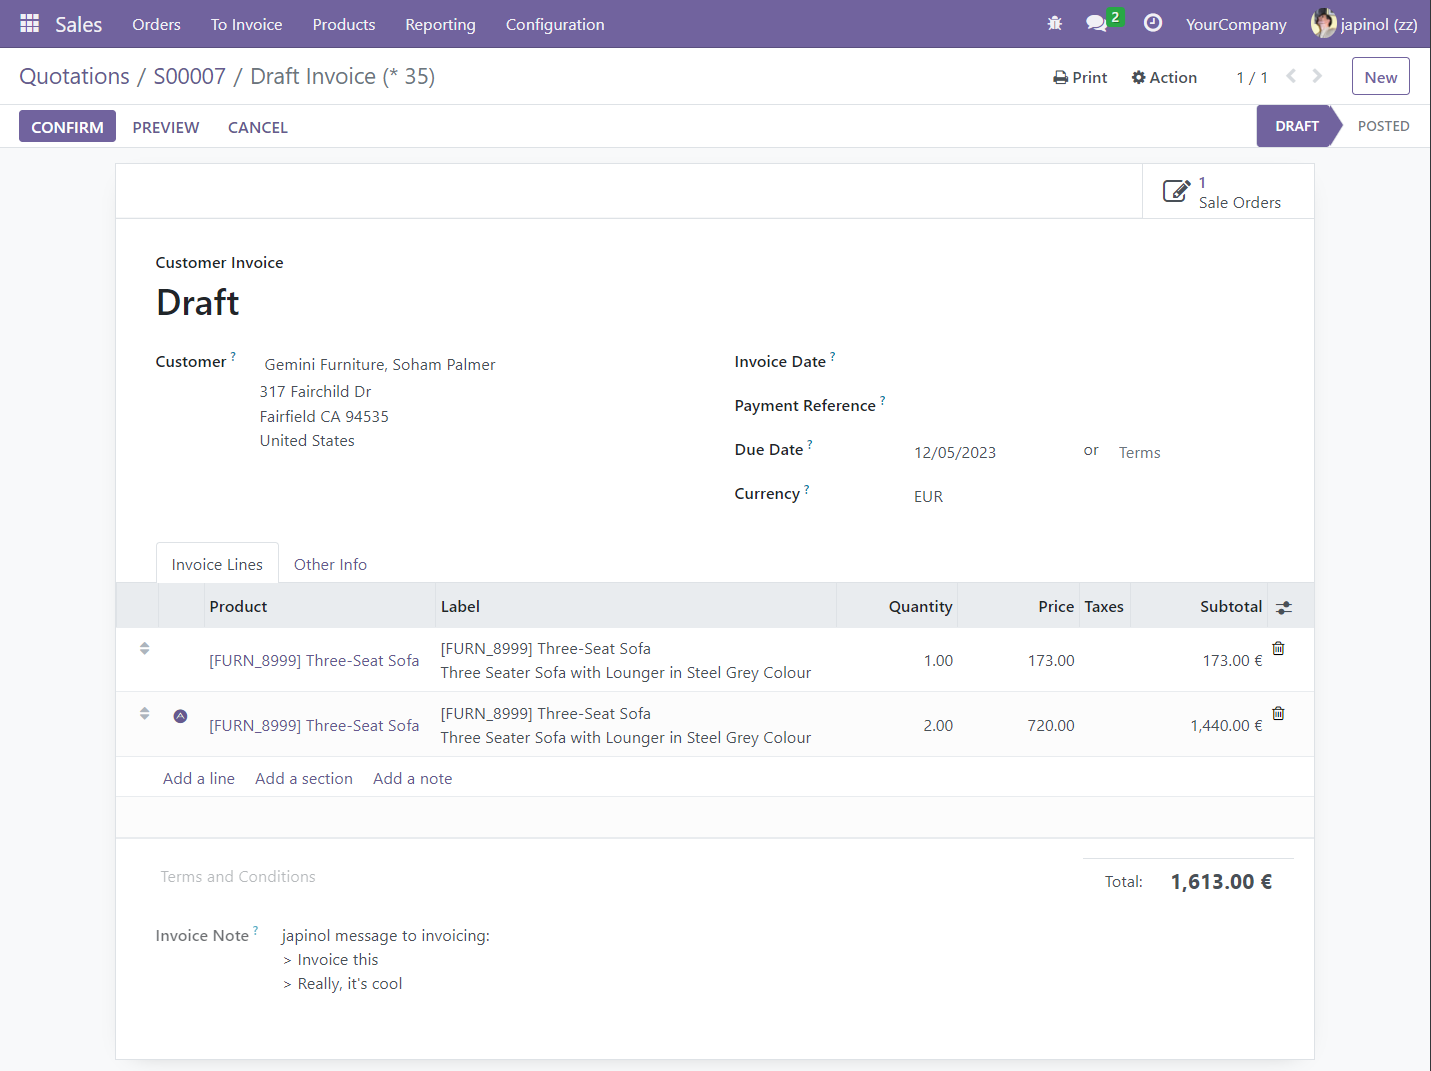 Sales Orders To Invoice Products Reporting Configuration 2 YourCompany japinol (zz)
Quotations / S00007 / Draft Invoice (* 35) Print Action 1 / 1 New
CONFIRM PREVIEW CANCEL DRAFT POSTED
1
Sale Orders
Customer Invoice
Draft
Customer ? Gemini Furniture, Soham Palmer
317 Fairchild Dr
Fairfield CA 94535
United States
Invoice Date ?
Payment Reference ?
Due Date ? 12/05/2023 or Terms
Currency ? EUR
Invoice Lines Other Info
Product Label Quantity Price Taxes Subtotal
[FURN_8999] Three-Seat Sofa [FURN_8999] Three-Seat Sofa 1.00 173.00 173.00 €
Three Seater Sofa with Lounger in Steel Grey Colour
[FURN_8999] Three-Seat Sofa [FURN_8999] Three-Seat Sofa 2.00 720.00 1,440.00 €
Three Seater Sofa with Lounger in Steel Grey Colour
Add a line Add a section Add a note
Terms and Conditions Total: 1,613.00 €
Invoice Note ? japinol message to invoicing:
> Invoice this
> Really, it's cool